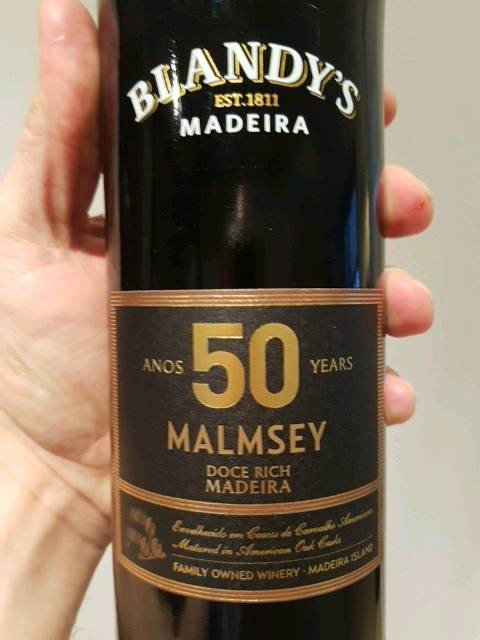 BLANDY'S
EST.1811
MADEIRA
ANOS 50 YEARS
MALMSEY
DOCE RICH
MADEIRA
Envelhecido em Cascos de Carvalho Americano
Matured in American Oak Casks
FAMILY OWNED WINERY · MADEIRA ISLAND